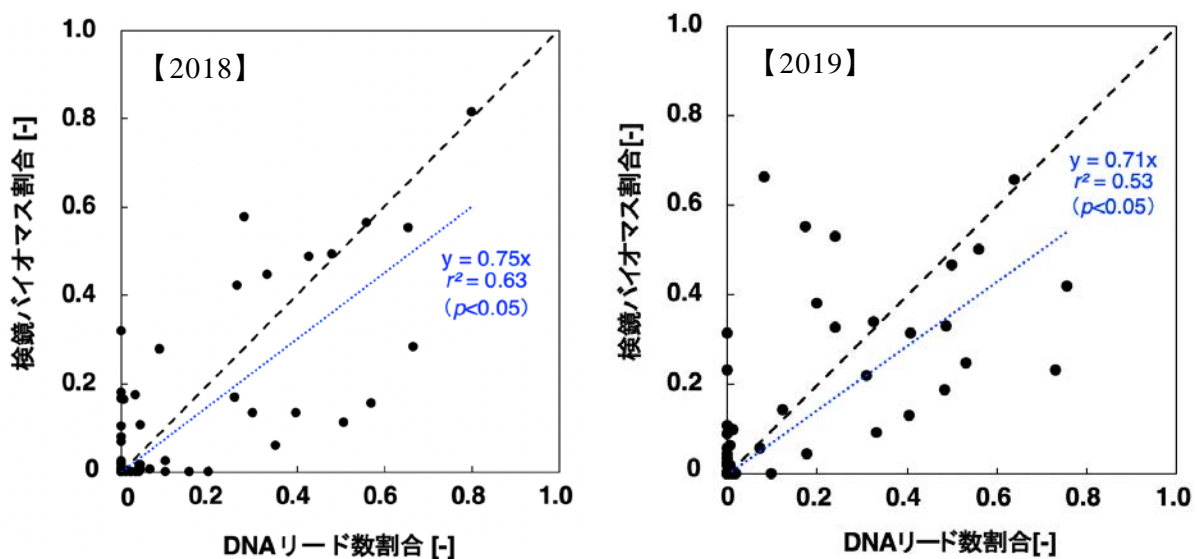 【2018】
1.0
0.8
0.6
0.4
0.2
0
検鏡バイオマス割合 [-]
y = 0.75x
r² = 0.63
(p<0.05)
0 0.2 0.4 0.6 0.8 1.0
DNAリード数割合 [-]
【2019】
1.0
0.8
0.6
0.4
0.2
0
検鏡バイオマス割合[-]
y = 0.71x
r² = 0.53
(p<0.05)
0 0.2 0.4 0.6 0.8 1.0
DNAリード数割合[-]